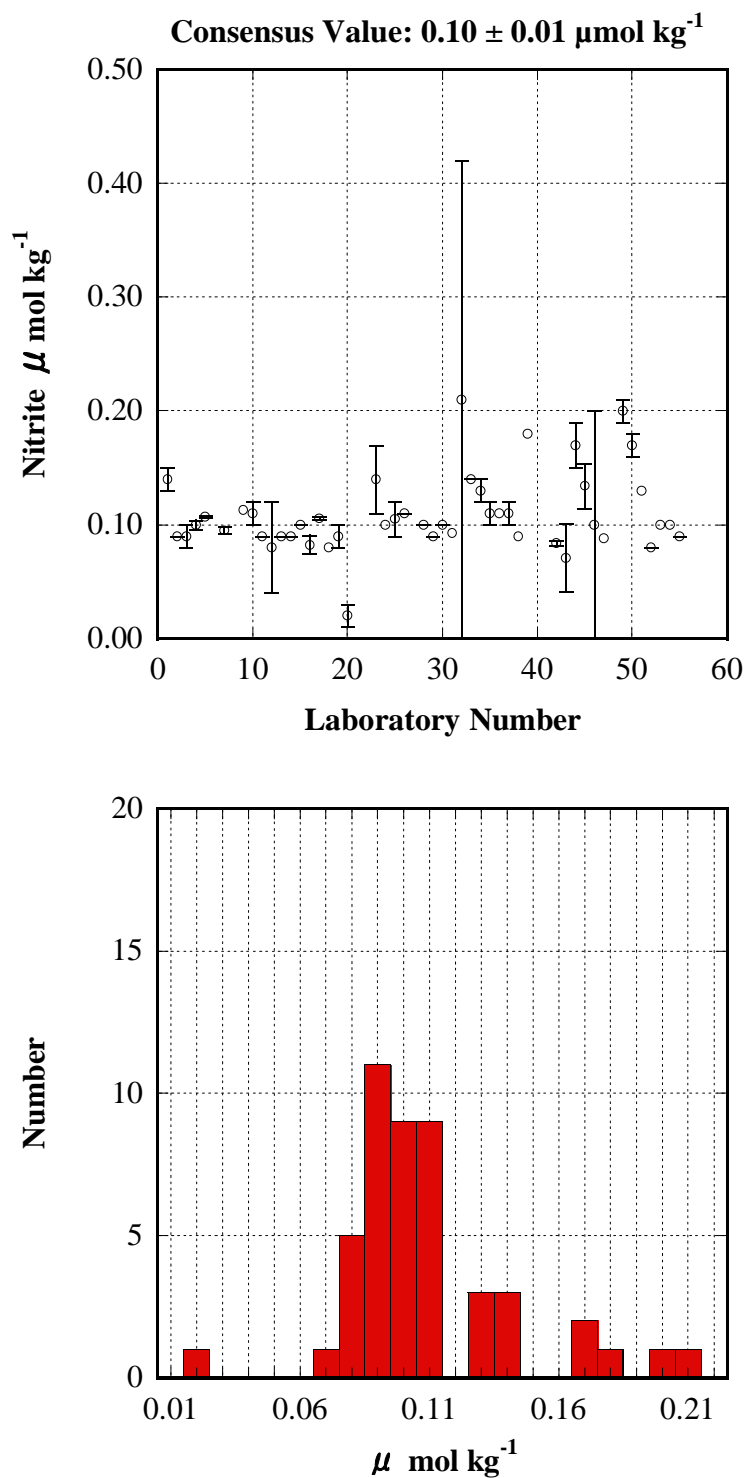 Consensus Value: 0.10 ± 0.01 µmol kg-1
0.50
0.40
0.30
0.20
0.10
0.00
Nitrite μ mol kg-1
0 10 20 30 40 50 60
Laboratory Number
20
15
10
5
0
Number
0.01 0.06 0.11 0.16 0.21
μ mol kg-1